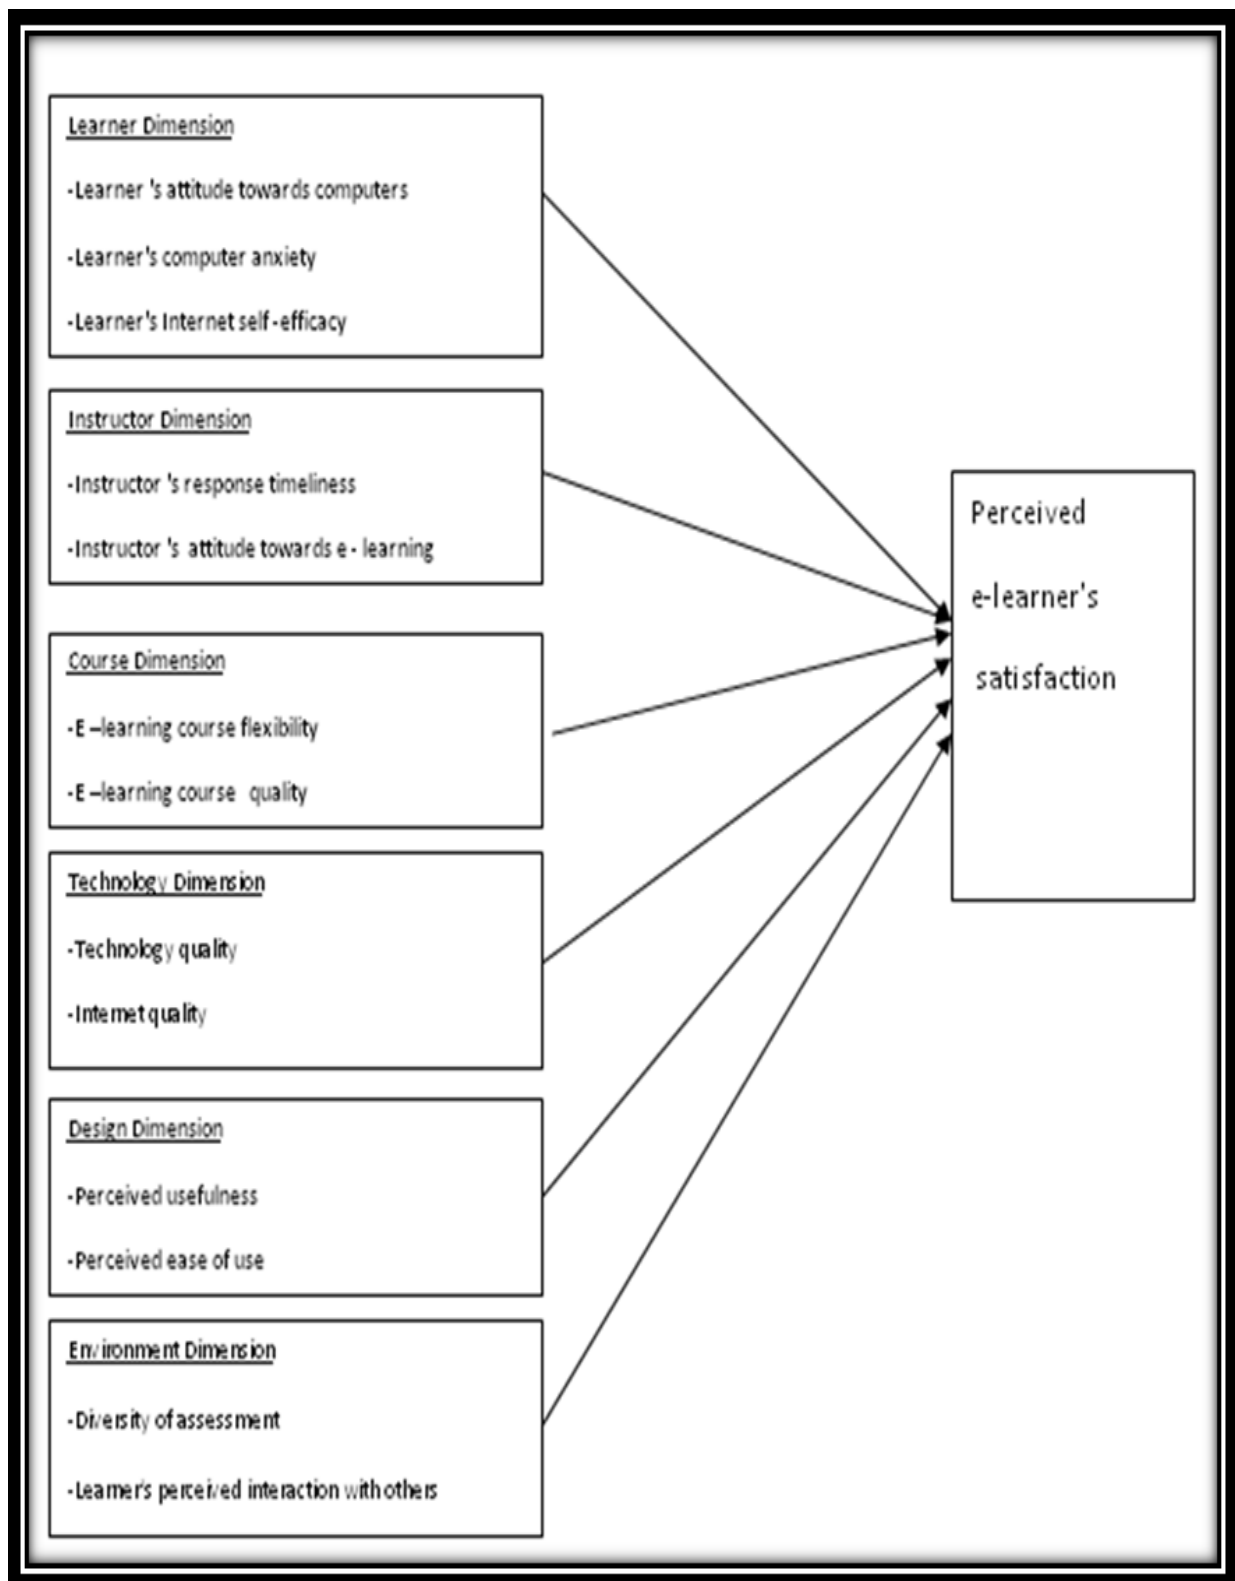 Learner Dimension
-Learner 's attitude towards computers
-Learner's computer anxiety
-Learner's Internet self-efficacy
Instructor Dimension
-Instructor 's response timeliness
-Instructor 's attitude towards e - learning
Course Dimension
-E –learning course flexibility
-E –learning course quality
Technology Dimension
-Technology quality
-Internet quality
Design Dimension
-Perceived usefulness
-Perceived ease of use
Environment Dimension
-Diversity of assessment
-Learner's perceived interaction with others
Perceived
e-learner's
satisfaction